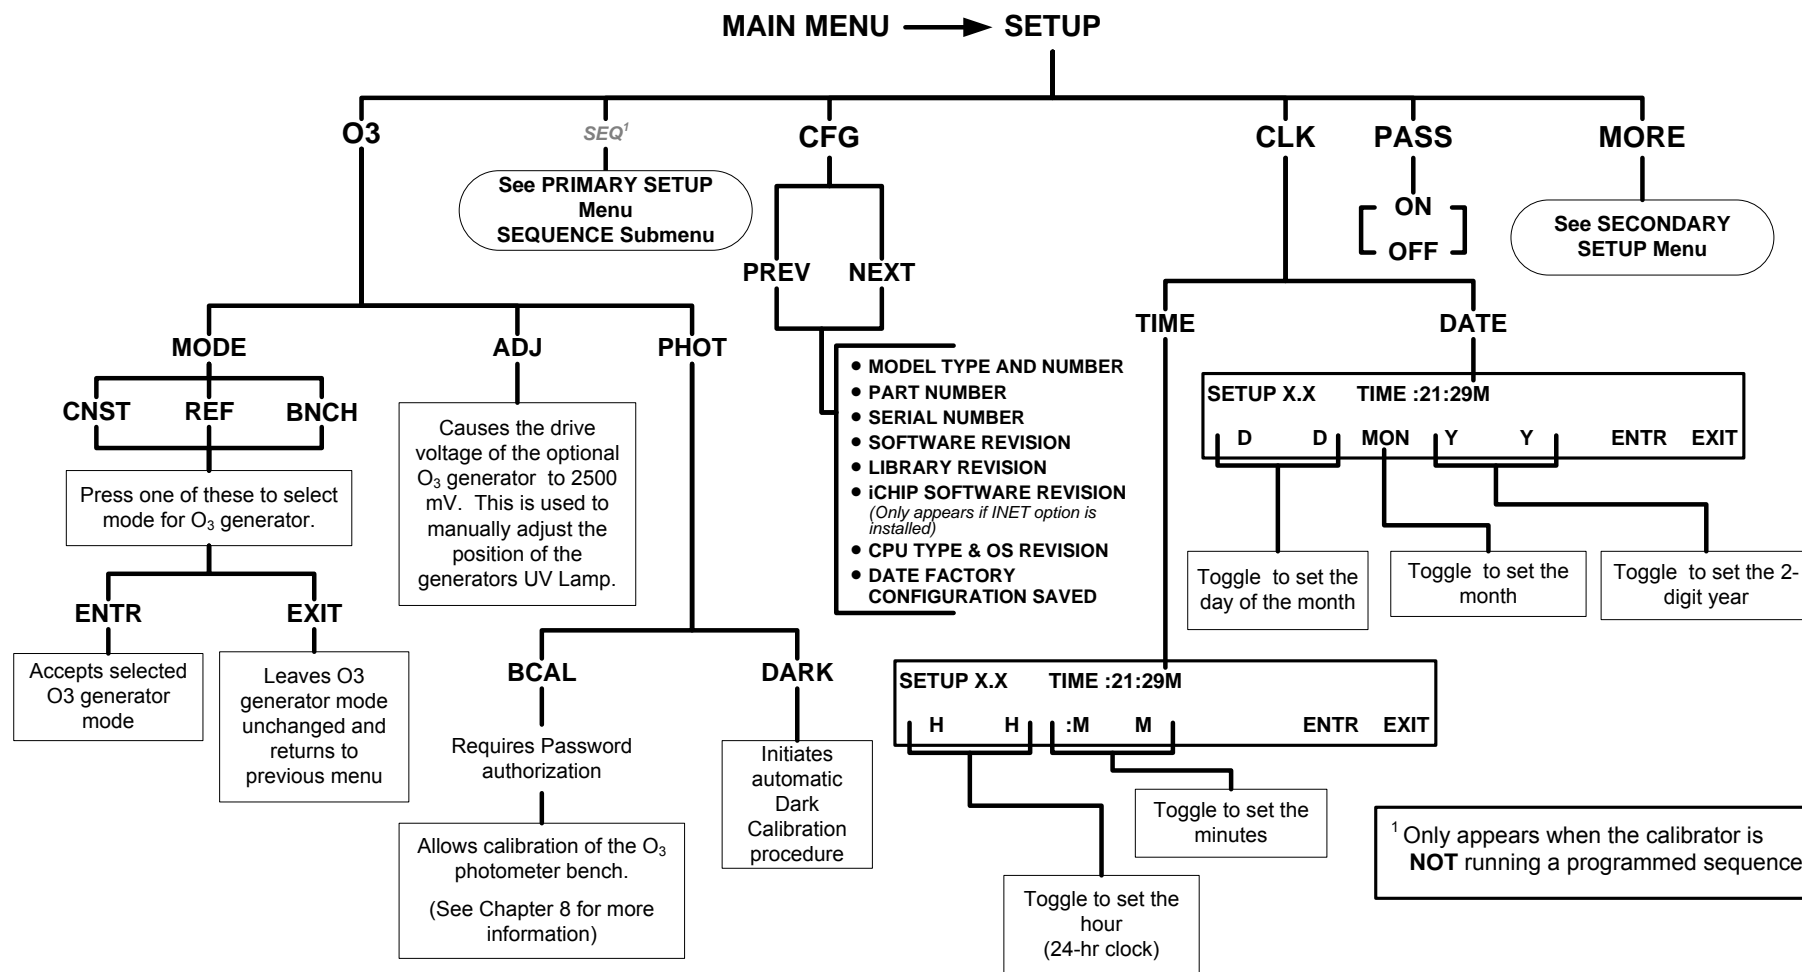 MAIN MENU SETUP
O3
SEQ¹
CFG
CLK
PASS
MORE
See PRIMARY SETUP
Menu
SEQUENCE Submenu
ON
OFF
See SECONDARY
SETUP Menu
PREV
NEXT
MODE
ADJ
PHOT
TIME
DATE
CNST
REF
BNCH
Press one of these to select
mode for O₃ generator.
ENTR
EXIT
Accepts selected
O3 generator
mode
Leaves O3
generator mode
unchanged and
returns to
previous menu
Causes the drive
voltage of the optional
O₃ generator to 2500
mV. This is used to
manually adjust the
position of the
generators UV Lamp.
• MODEL TYPE AND NUMBER
• PART NUMBER
• SERIAL NUMBER
• SOFTWARE REVISION
• LIBRARY REVISION
• iCHIP SOFTWARE REVISION
(Only appears if INET option is
installed)
• CPU TYPE & OS REVISION
• DATE FACTORY
CONFIGURATION SAVED
SETUP X.X TIME :21:29M
D D MON Y Y ENTR EXIT
Toggle to set the
day of the month
Toggle to set the
month
Toggle to set the 2-
digit year
BCAL
DARK
Requires Password
authorization
Allows calibration of the O₃
photometer bench.
(See Chapter 8 for more
information)
Initiates
automatic
Dark
Calibration
procedure
SETUP X.X TIME :21:29M
H H :M M ENTR EXIT
Toggle to set the
minutes
Toggle to set the
hour
(24-hr clock)
¹ Only appears when the calibrator is
NOT running a programmed sequence